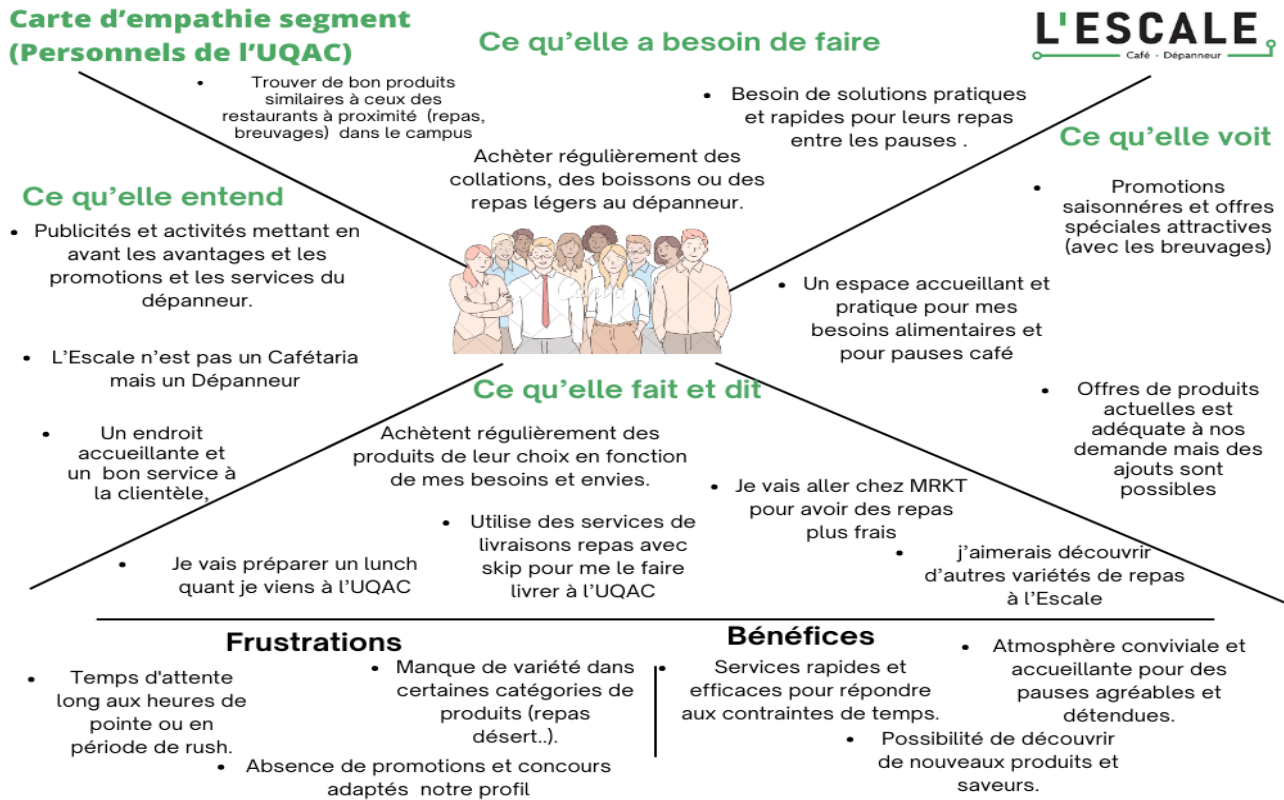 Carte d'empathie segment
(Personnels de l'UQAC)
Ce qu'elle a besoin de faire
L'ESCALE
Café - Dépanneur
• Trouver de bon produits
similaires à ceux des
restaurants à proximité (repas,
breuvages) dans le campus
Achèter régulièrement des
collations, des boissons ou des
repas légers au dépanneur.
• Besoin de solutions pratiques
et rapides pour leurs repas
entre les pauses .
Ce qu'elle entend
• Publicités et activités mettant en
avant les avantages et les
promotions et les services du
dépanneur.
• L'Escale n'est pas un Cafétaria
mais un Dépanneur
• Un endroit
accueillante et
un bon service à
la clientèle,
Ce qu'elle voit
• Promotions
saisonnéres et offres
spéciales attractives
(avec les breuvages)
• Un espace accueillant et
pratique pour mes
besoins alimentaires et
pour pauses café
• Offres de produits
actuelles est
adéquate à nos
demande mais des
ajouts sont
possibles
Ce qu'elle fait et dit
Achètent régulièrement des
produits de leur choix en fonction
de mes besoins et envies.
• Je vais préparer un lunch
quant je viens à l'UQAC
• Utilise des services de
livraisons repas avec
skip pour me le faire
livrer à l'UQAC
• Je vais aller chez MRKT
pour avoir des repas
plus frais
• j'aimerais découvrir
d'autres variétés de repas
à l'Escale
Frustrations
• Temps d'attente
long aux heures de
pointe ou en
période de rush.
• Manque de variété dans
certaines catégories de
produits (repas
désert..).
• Absence de promotions et concours
adaptés notre profil
Bénéfices
• Services rapides et
efficaces pour répondre
aux contraintes de temps.
• Atmosphère conviviale et
accueillante pour des
pauses agréables et
détendues.
• Possibilité de découvrir
de nouveaux produits et
saveurs.